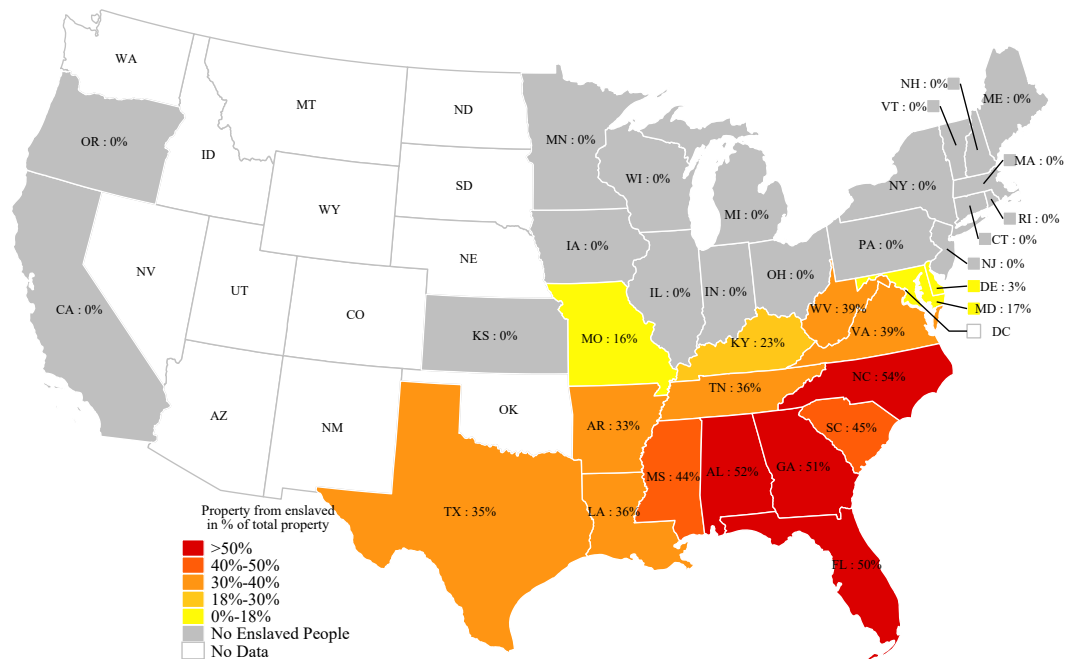 WA
MT
ND
MN : 0%
OR : 0%
ID
SD
WI : 0%
WY
MI : 0%
NH : 0%
VT : 0%
ME : 0%
MA : 0%
NY : 0%
RI : 0%
CT : 0%
PA : 0%
NJ : 0%
DE : 3%
MD : 17%
DC
NE
IA : 0%
NV
UT
CO
CA : 0%
KS : 0%
IL : 0%
IN : 0%
OH : 0%
WV : 39%
VA : 39%
MO : 16%
KY : 23%
TN : 36%
NC : 54%
AZ
NM
OK
AR : 33%
SC : 45%
MS : 44%
AL : 52%
GA : 51%
TX : 35%
LA : 36%
FL : 50%
Property from enslaved
in % of total property
>50%
40%-50%
30%-40%
18%-30%
0%-18%
No Enslaved People
No Data